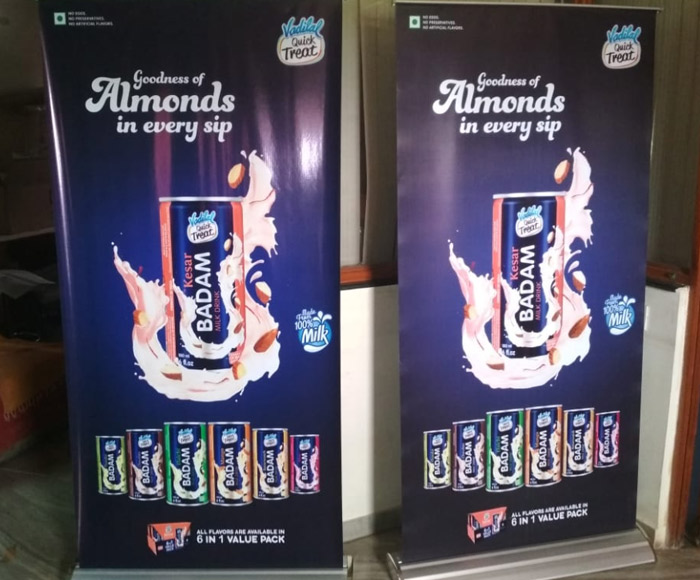 NO EGGS.
NO PRESERVATIVES.
NO ARTIFICIAL FLAVORS.
Vadilal
Quick
Treat
Goodness of
Almonds
in every sip
Vadilal
Quick
Treat
Kesar
BADAM
MILK DRINK
Made
100%
Milk
BADAM
BADAM
BADAM
BADAM
BADAM
BADAM
ALL FLAVORS ARE AVAILABLE IN
6 IN 1 VALUE PACK
NO EGGS.
NO PRESERVATIVES.
NO ARTIFICIAL FLAVORS.
Vadilal
Quick
Treat
Goodness of
Almonds
in every sip
Vadilal
Quick
Treat
Kesar
BADAM
MILK DRINK
Made
100%
Milk
BADAM
BADAM
BADAM
BADAM
BADAM
BADAM
ALL FLAVORS ARE AVAILABLE IN
6 IN 1 VALUE PACK